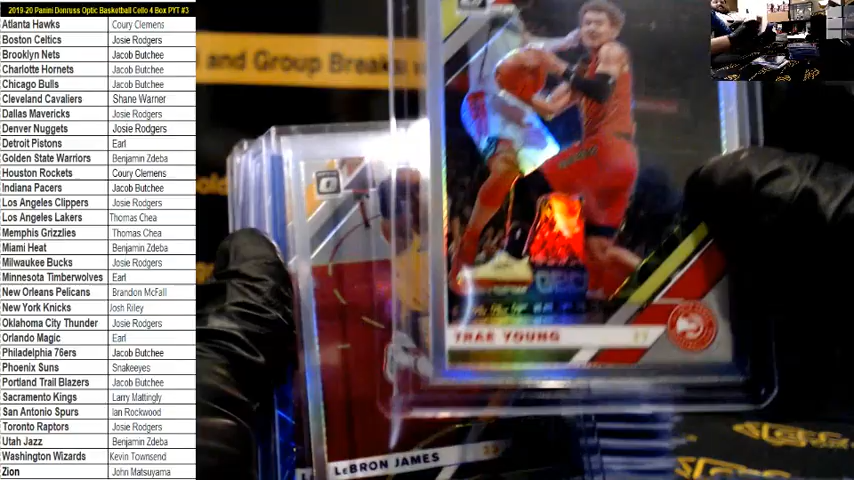 2019-20 Panini Donruss Optic Basketball Cello 4 Box PYT #3
Atlanta Hawks Coury Clemens
Boston Celtics Josie Rodgers
Brooklyn Nets Jacob Butchee
Charlotte Hornets Jacob Butchee
Chicago Bulls Jacob Butchee
Cleveland Cavaliers Shane Warner
Dallas Mavericks Josie Rodgers
Denver Nuggets Josie Rodgers
Detroit Pistons Earl
Golden State Warriors Benjamin Zdeba
Houston Rockets Coury Clemens
Indiana Pacers Jacob Butchee
Los Angeles Clippers Josie Rodgers
Los Angeles Lakers Thomas Chea
Memphis Grizzlies Thomas Chea
Miami Heat Benjamin Zdeba
Milwaukee Bucks Josie Rodgers
Minnesota Timberwolves Earl
New Orleans Pelicans Brandon McFall
New York Knicks Josh Riley
Oklahoma City Thunder Josie Rodgers
Orlando Magic Earl
Philadelphia 76ers Jacob Butchee
Phoenix Suns Snakeeyes
Portland Trail Blazers Jacob Butchee
Sacramento Kings Larry Mattingly
San Antonio Spurs Ian Rockwood
Toronto Raptors Josie Rodgers
Utah Jazz Benjamin Zdeba
Washington Wizards Kevin Townsend
Zion John Matsuyama
and Group Breaks
TRAE YOUNG
LeBRON JAMES 23